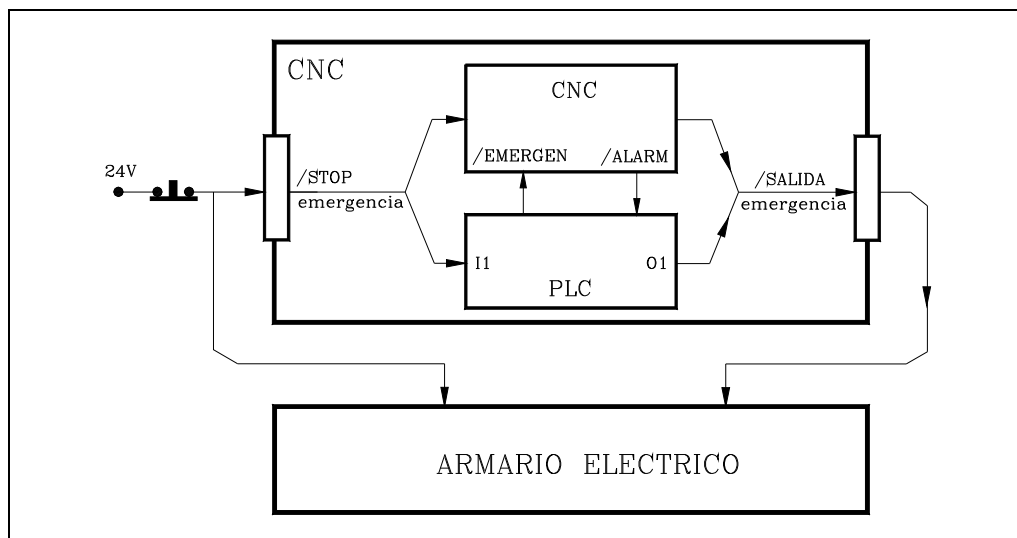 CNC
CNC
/EMERGEN /ALARM
24V
/STOP
emergencia
/SALIDA
emergencia
I1 O1
PLC
ARMARIO ELECTRICO